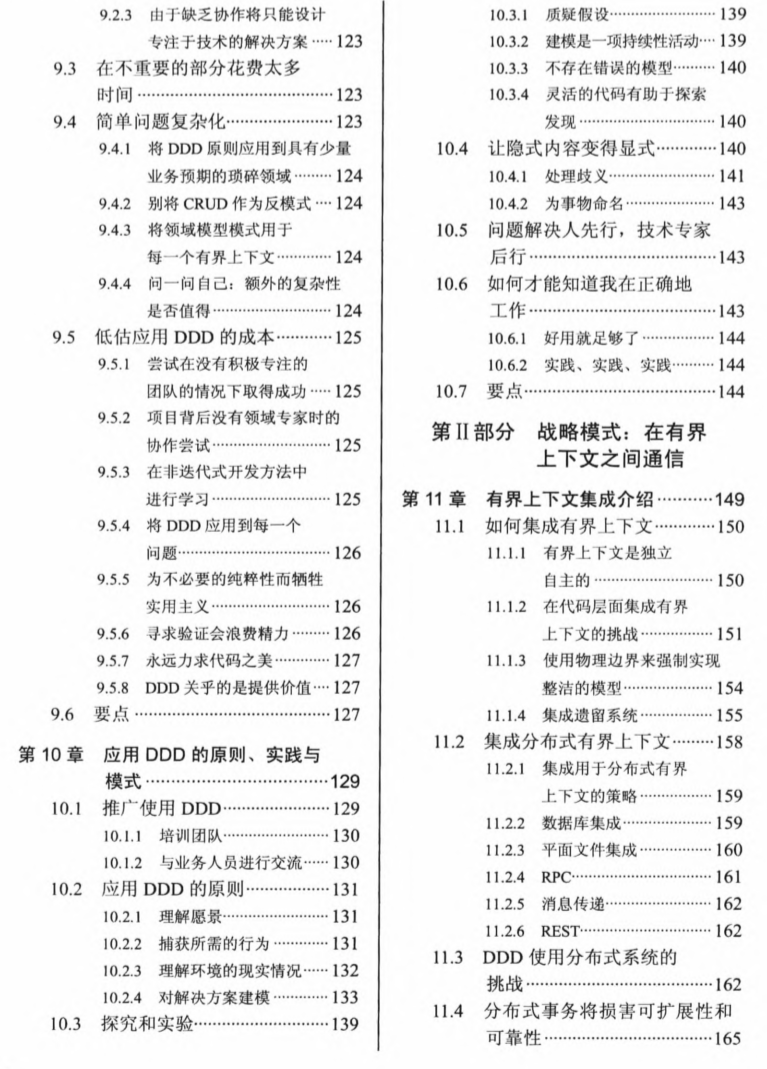 9.2.3 由于缺乏协作将只能设计
专注于技术的解决方案 ····· 123
9.3 在不重要的部分花费太多
时间 ····· 123
9.4 简单问题复杂化 ····· 123
9.4.1 将 DDD 原则应用到具有少量
业务预期的琐碎领域 ····· 124
9.4.2 别将 CRUD 作为反模式 ···· 124
9.4.3 将领域模型模式用于
每一个有界上下文 ····· 124
9.4.4 问一问自己：额外的复杂性
是否值得 ····· 124
9.5 低估应用 DDD 的成本 ····· 125
9.5.1 尝试在没有积极专注的
团队的情况下取得成功 ····· 125
9.5.2 项目背后没有领域专家时的
协作尝试 ····· 125
9.5.3 在非迭代式开发方法中
进行学习 ····· 125
9.5.4 将 DDD 应用到每一个
问题 ····· 126
9.5.5 为不必要的纯粹性而牺牲
实用主义 ····· 126
9.5.6 寻求验证会浪费精力 ····· 126
9.5.7 永远力求代码之美 ····· 127
9.5.8 DDD 关乎的是提供价值 ···· 127
9.6 要点 ····· 127
第 10 章 应用 DDD 的原则、实践与
模式 ····· 129
10.1 推广使用 DDD ····· 129
10.1.1 培训团队 ····· 130
10.1.2 与业务人员进行交流 ····· 130
10.2 应用 DDD 的原则 ····· 131
10.2.1 理解愿景 ····· 131
10.2.2 捕获所需的行为 ····· 131
10.2.3 理解环境的现实情况 ····· 132
10.2.4 对解决方案建模 ····· 133
10.3 探究和实验 ····· 139
10.3.1 质疑假设 ····· 139
10.3.2 建模是一项持续性活动 ···· 139
10.3.3 不存在错误的模型 ····· 140
10.3.4 灵活的代码有助于探索
发现 ····· 140
10.4 让隐式内容变得显式 ····· 140
10.4.1 处理歧义 ····· 141
10.4.2 为事物命名 ····· 143
10.5 问题解决人先行，技术专家
后行 ····· 143
10.6 如何才能知道我在正确地
工作 ····· 143
10.6.1 好用就足够了 ····· 144
10.6.2 实践、实践、实践 ····· 144
10.7 要点 ····· 144
第Ⅱ部分 战略模式：在有界
上下文之间通信
第 11 章 有界上下文集成介绍 ····· 149
11.1 如何集成有界上下文 ····· 150
11.1.1 有界上下文是独立
自主的 ····· 150
11.1.2 在代码层面集成有界
上下文的挑战 ····· 151
11.1.3 使用物理边界来强制实现
整洁的模型 ····· 154
11.1.4 集成遗留系统 ····· 155
11.2 集成分布式有界上下文 ····· 158
11.2.1 集成用于分布式有界
上下文的策略 ····· 159
11.2.2 数据库集成 ····· 159
11.2.3 平面文件集成 ····· 160
11.2.4 RPC ····· 161
11.2.5 消息传递 ····· 162
11.2.6 REST ····· 162
11.3 DDD 使用分布式系统的
挑战 ····· 162
11.4 分布式事务将损害可扩展性和
可靠性 ····· 165